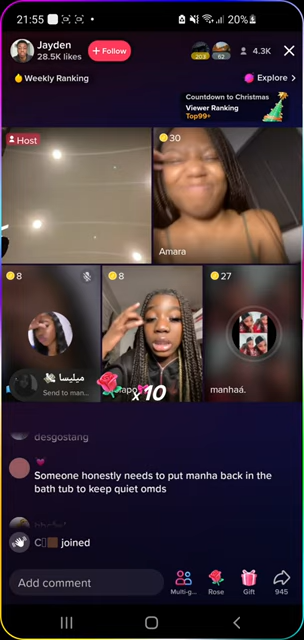 21:55
20%
Jayden
28.5K likes
+ Follow
203
52
4.3K
Weekly Ranking
Explore >
Countdown to Christmas
Viewer Ranking
Top99+
Host
30
Amara
8
8
27
ميليسا
Send to man...
x10
manhaá.
desgostang
Someone honestly needs to put manha back in the
bath tub to keep quiet omds
joined
Add comment
Multi-g...
Rose
Gift
945